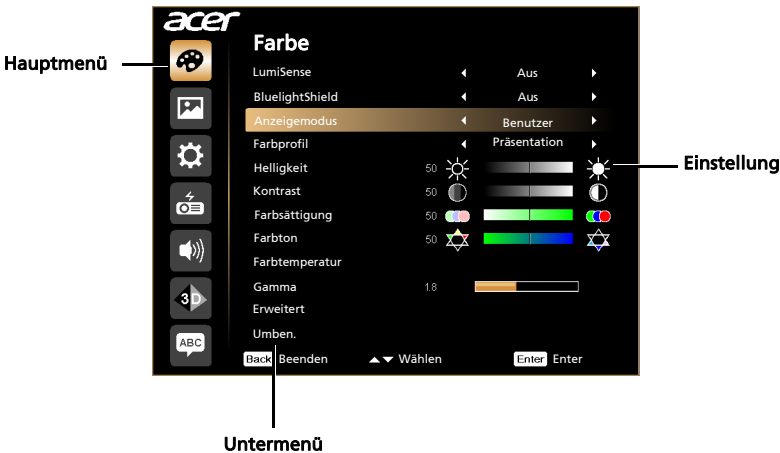 acer
Farbe
Hauptmenü
LumiSense Aus
BluelightShield Aus
Anzeigemodus Benutzer
Farbprofil Präsentation
Helligkeit 50
Einstellung
Kontrast 50
Farbsättigung 50
Farbton 50
Farbtemperatur
Gamma 1.8
3D
Erweitert
Umben.
ABC
Back Beenden Wählen Enter Enter
Untermenü